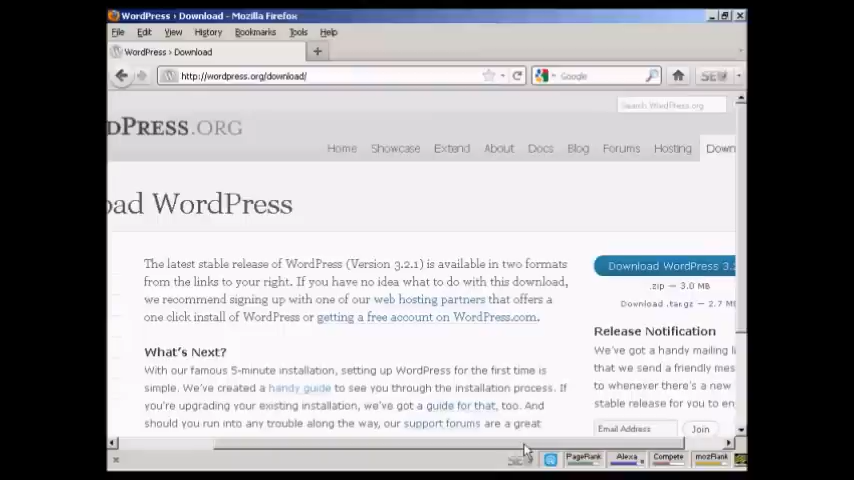 WordPress › Download - Mozilla Firefox
File Edit View History Bookmarks Tools Help
WordPress › Download +
http://wordpress.org/download/
Google
Search WordPress.org
DPRESS.ORG
Home Showcase Extend About Docs Blog Forums Hosting Down
oad WordPress
The latest stable release of WordPress (Version 3.2.1) is available in two formats
from the links to your right. If you have no idea what to do with this download,
we recommend signing up with one of our web hosting partners that offers a
one click install of WordPress or getting a free account on WordPress.com.
What's Next?
With our famous 5-minute installation, setting up WordPress for the first time is
simple. We've created a handy guide to see you through the installation process. If
you're upgrading your existing installation, we've got a guide for that, too. And
should you run into any trouble along the way, our support forums are a great
Download WordPress 3.2
.zip — 3.0 MB
Download .tar.gz — 2.7 M
Release Notification
We've got a handy mailing li
that we send a friendly mes
to whenever there's a new
stable release for you to en
Email Address Join
PageRank Alexa Compete mozRank